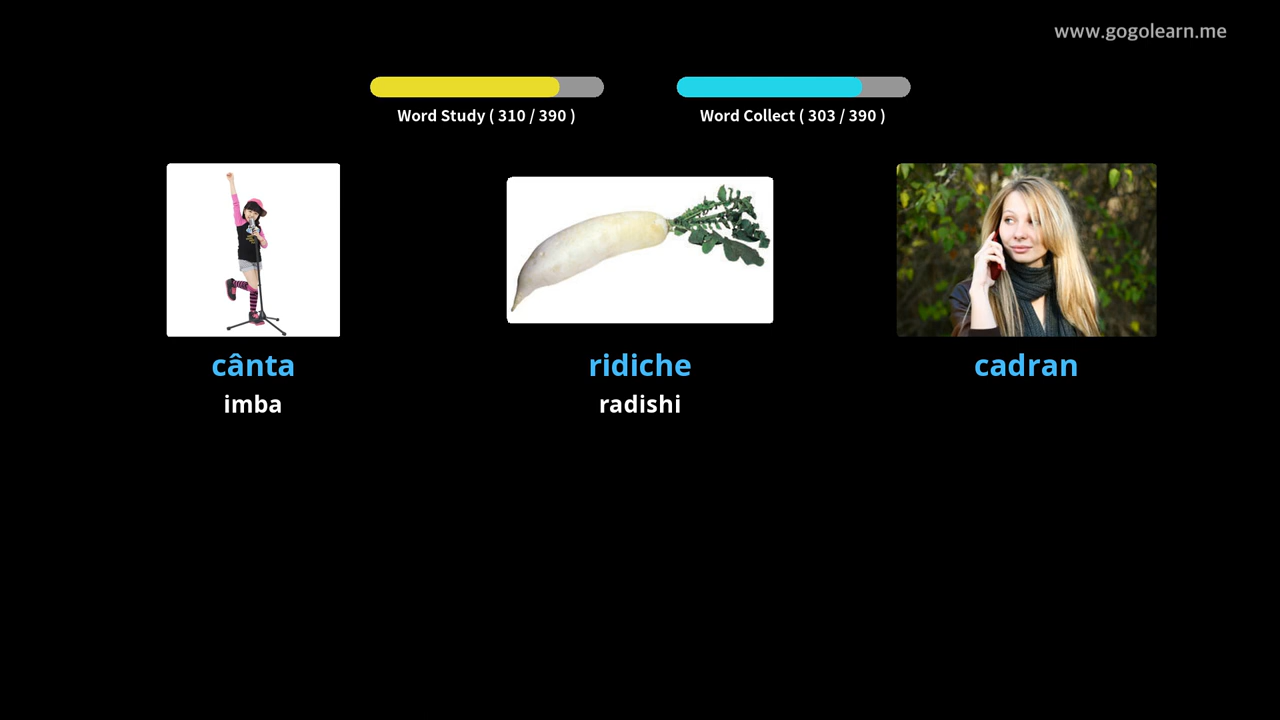 www.gogolearn.me
Word Study ( 310 / 390 )
Word Collect ( 303 / 390 )
cânta
imba
ridiche
radishi
cadran